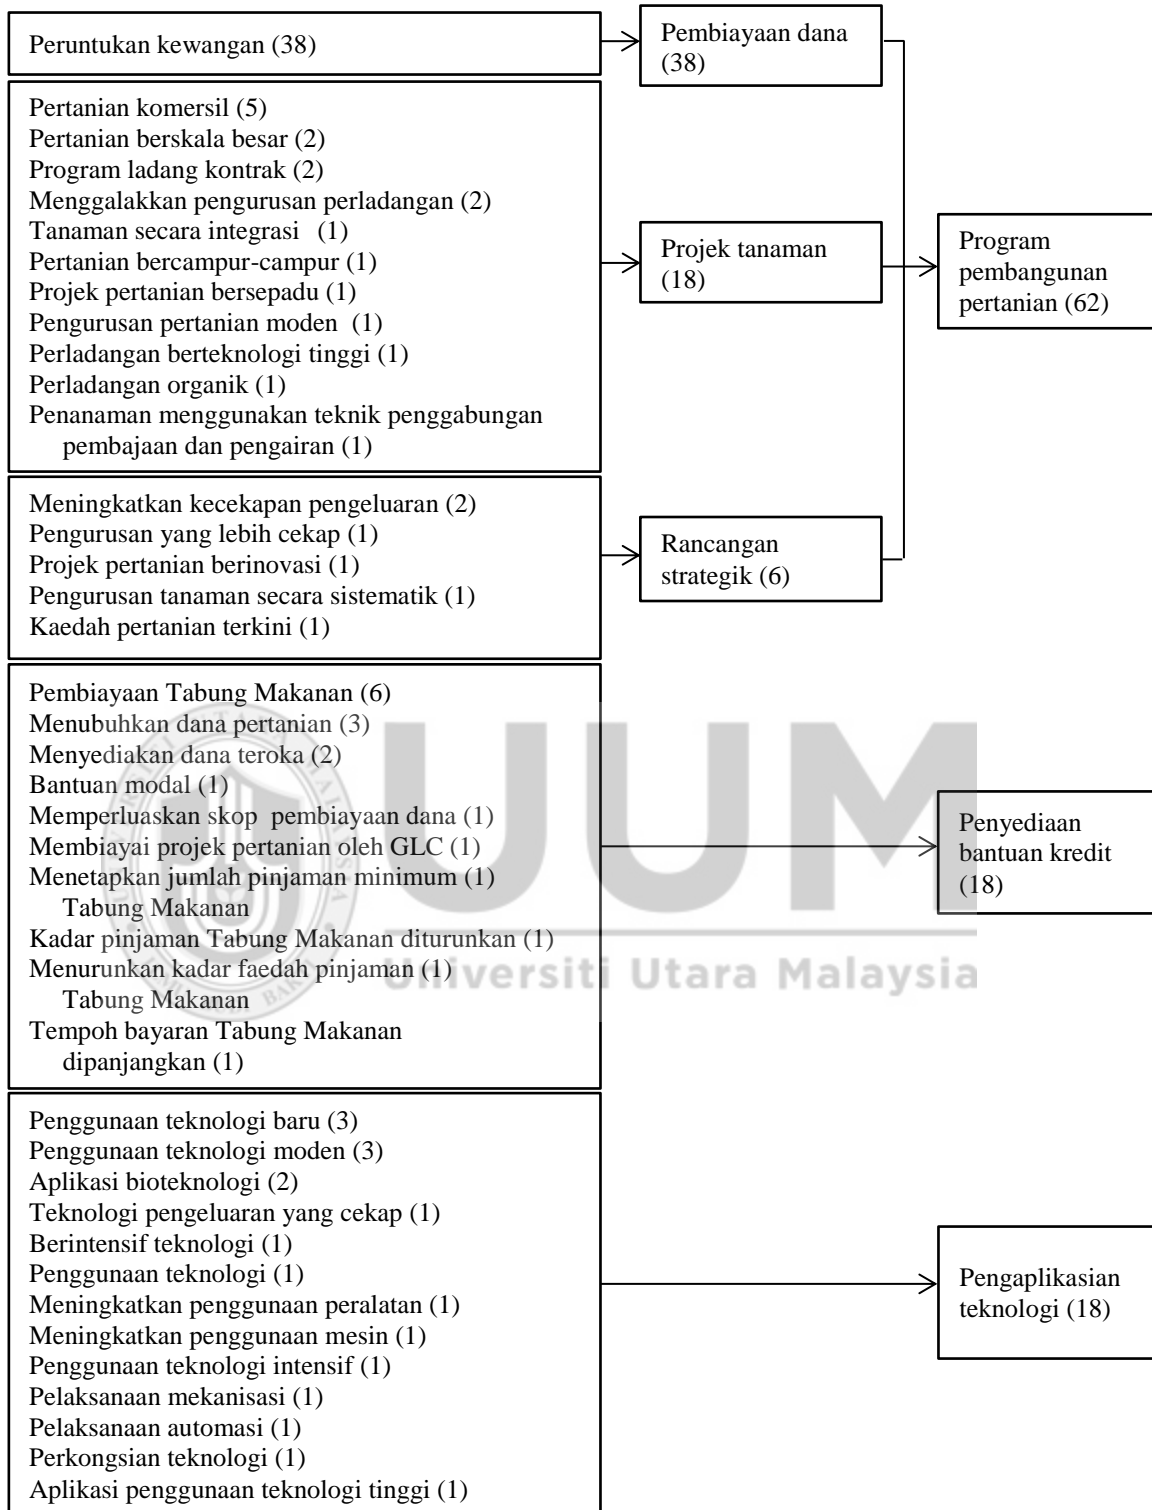 Peruntukan kewangan (38)
Pembiayaan dana
(38)
Pertanian komersil (5)
Pertanian berskala besar (2)
Program ladang kontrak (2)
Menggalakkan pengurusan perladangan (2)
Tanaman secara integrasi (1)
Pertanian bercampur-campur (1)
Projek pertanian bersepadu (1)
Pengurusan pertanian moden (1)
Perladangan berteknologi tinggi (1)
Perladangan organik (1)
Penanaman menggunakan teknik penggabungan
pembajaan dan pengairan (1)
Projek tanaman
(18)
Program
pembangunan
pertanian (62)
Meningkatkan kecekapan pengeluaran (2)
Pengurusan yang lebih cekap (1)
Projek pertanian berinovasi (1)
Pengurusan tanaman secara sistematik (1)
Kaedah pertanian terkini (1)
Rancangan
strategik (6)
Pembiayaan Tabung Makanan (6)
Menubuhkan dana pertanian (3)
Menyediakan dana teroka (2)
Bantuan modal (1)
Memperluaskan skop pembiayaan dana (1)
Membiayai projek pertanian oleh GLC (1)
Menetapkan jumlah pinjaman minimum (1)
Tabung Makanan
Kadar pinjaman Tabung Makanan diturunkan (1)
Menurunkan kadar faedah pinjaman (1)
Tabung Makanan
Tempoh bayaran Tabung Makanan
dipanjangkan (1)
Penyediaan
bantuan kredit
(18)
UUM
Universiti Utara Malaysia
UNIVERSITI UTARA MALAYSIA
Penggunaan teknologi baru (3)
Penggunaan teknologi moden (3)
Aplikasi bioteknologi (2)
Teknologi pengeluaran yang cekap (1)
Berintensif teknologi (1)
Penggunaan teknologi (1)
Meningkatkan penggunaan peralatan (1)
Meningkatkan penggunaan mesin (1)
Penggunaan teknologi intensif (1)
Pelaksanaan mekanisasi (1)
Pelaksanaan automasi (1)
Perkongsian teknologi (1)
Aplikasi penggunaan teknologi tinggi (1)
Pengaplikasian
teknologi (18)